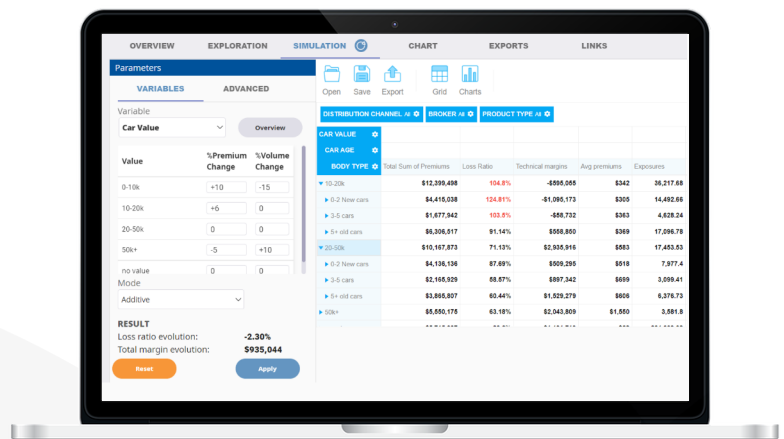 OVERVIEW EXPLORATION SIMULATION CHART EXPORTS LINKS
Parameters
VARIABLES ADVANCED
Variable
Car Value Overview
Value %Premium Change %Volume Change
0-10k +10 -15
10-20k +6 0
20-50k 0 0
50k+ -5 +10
no value 0 0
Mode
Additive
RESULT
Loss ratio evolution: -2.30%
Total margin evolution: $935,044
Reset Apply
Open Save Export Grid Charts
DISTRIBUTION CHANNEL All BROKER All PRODUCT TYPE All
CAR VALUE
CAR AGE
BODY TYPE Total Sum of Premiums Loss Ratio Technical margins Avg premiums Exposures
10-20k $12,399,498 104.8% -$595,055 $342 36,217.68
0-2 New cars $4,415,038 124.81% -$1,095,173 $305 14,492.66
3-5 cars $1,677,942 103.5% -$58,732 $363 4,628.24
5+ old cars $6,306,517 91.14% $558,850 $369 17,096.78
20-50k $10,167,873 71.13% $2,935,916 $583 17,453.53
0-2 New cars $4,136,136 87.69% $509,295 $518 7,977.4
3-5 cars $2,165,929 58.57% $897,342 $699 3,099.41
5+ old cars $3,865,807 60.44% $1,529,279 $606 6,376.73
50k+ $5,550,175 63.18% $2,043,809 $1,550 3,581.8